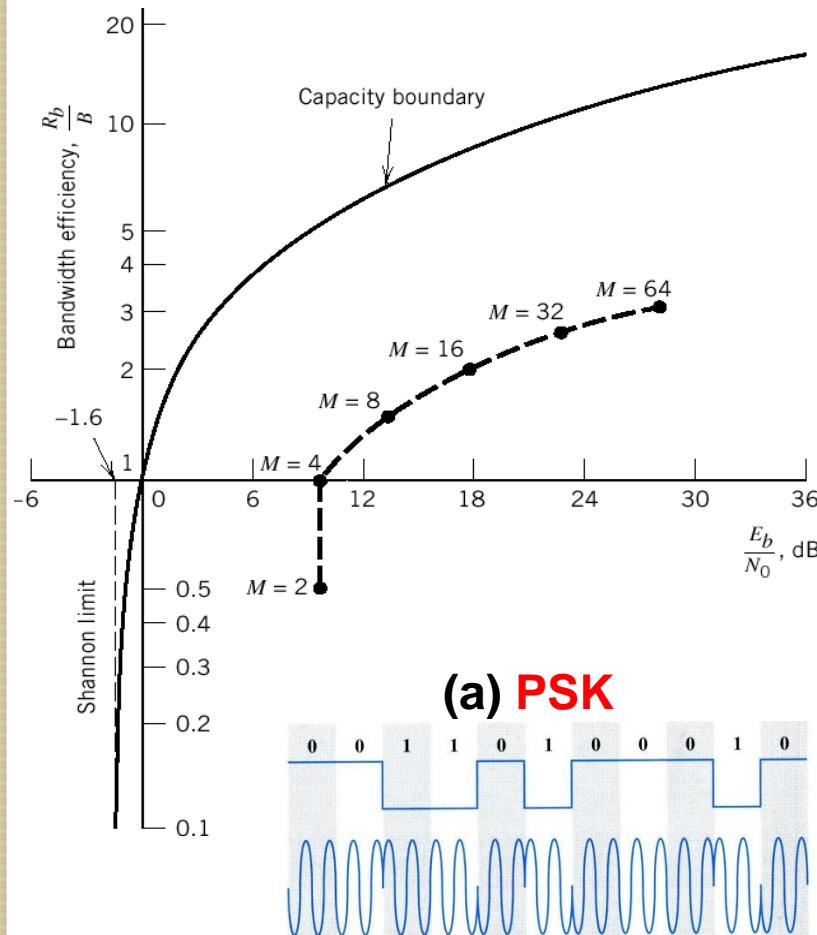 20
Capacity boundary
10
Bandwidth efficiency, R_b/B
5
4
3
M = 64
M = 32
M = 16
2
M = 8
−1.6
1
M = 4
-6 0 6 12 18 24 30 36
E_b/N_0, dB
0.5
M = 2
0.4
Shannon limit
0.3
(a) PSK
0.2
0 0 1 1 0 1 0 0 0 1 0
0.1